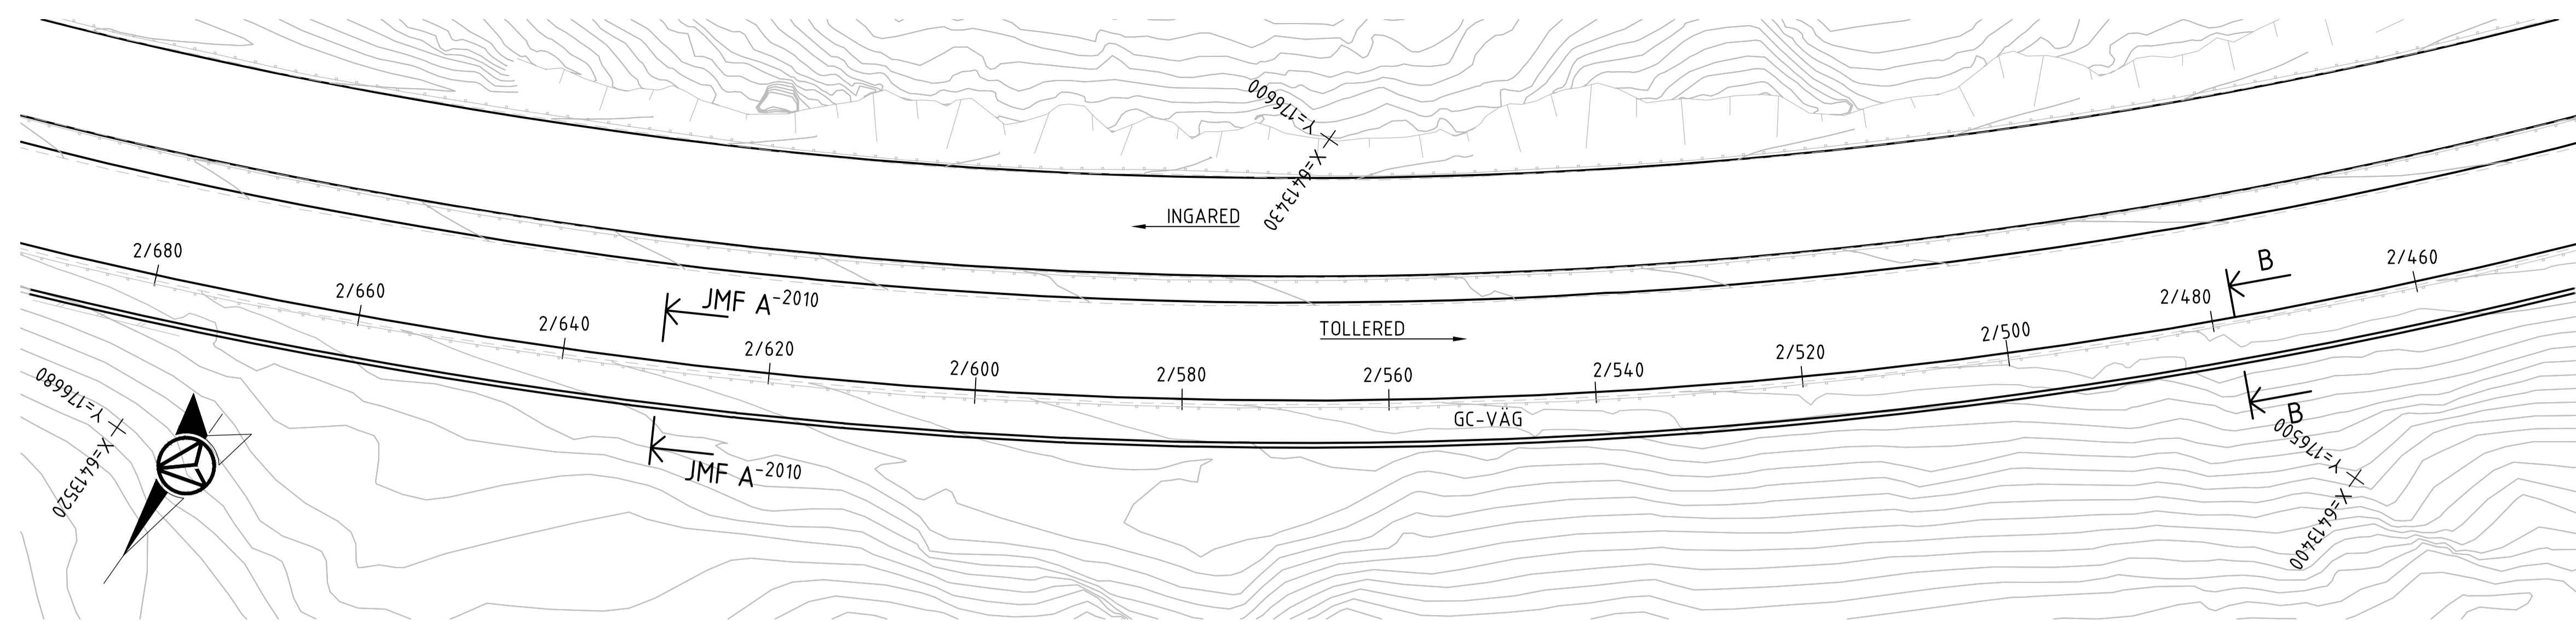 Y=176600
X=6413430
INGARED
2/680
2/660
2/640
JMF A-2010
2/620
2/600
2/580
2/560
2/540
2/520
2/500
2/480
2/460
B
TOLLERED
GC-VÄG
B
JMF A-2010
Y=176680
X=6413520
Y=176500
X=6413400